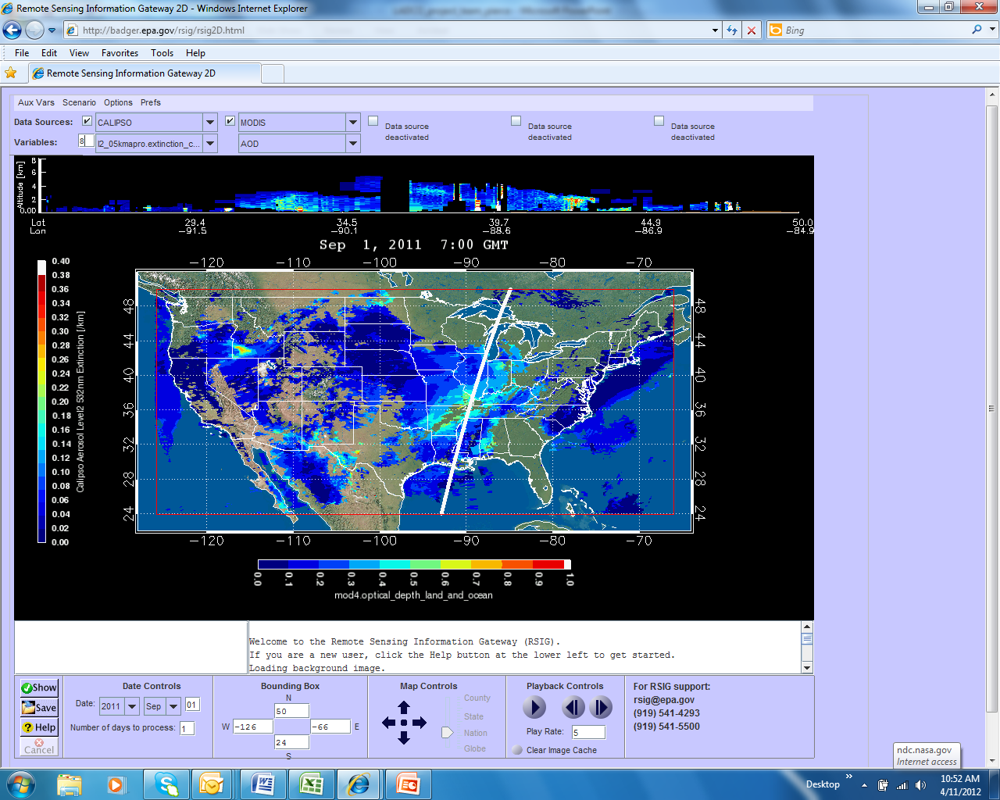 Remote Sensing Information Gateway 2D - Windows Internet Explorer
http://badger.epa.gov/rsig/rsig2D.html
Bing
File Edit View Favorites Tools Help
Remote Sensing Information Gateway 2D
Aux Vars Scenario Options Prefs
Data Sources: CALIPSO MODIS Data source deactivated Data source deactivated Data source deactivated
Variables: 8 l2_05kmapro.extinction_c... AOD
Altitude [km]
8
6
4
2
0.00
Lat 29.4 34.5 39.7 44.9 50.0
Lon -91.5 -90.1 -88.6 -86.9 -84.9
Sep 1, 2011 7:00 GMT
-120 -110 -100 -90 -80 -70
0.40
0.38
0.36
0.34
0.32
0.30
0.28
0.26
0.24
0.22
0.20
0.18
0.16
0.14
0.12
0.10
0.08
0.06
0.04
0.02
0.00
Calipso Aerosol Level2 532nm Extinction [/km]
48 48
44 44
40 40
36 36
32 32
28 28
24 24
-120 -110 -100 -90 -80 -70
0.0 0.1 0.2 0.3 0.4 0.5 0.6 0.7 0.8 0.9 1.0
mod4.optical_depth_land_and_ocean
Welcome to the Remote Sensing Information Gateway (RSIG).
If you are a new user, click the Help button at the lower left to get started.
Loading background image.
Show
Save
Help
Cancel
Date Controls
Date: 2011 Sep 01
Number of days to process: 1
Bounding Box
N
50
W -126 -66 E
24
S
Map Controls
County
State
Nation
Globe
Playback Controls
Play Rate: 5
Clear Image Cache
For RSIG support:
rsig@epa.gov
(919) 541-4293
(919) 541-5500
ndc.nasa.gov
Internet access
Desktop
10:52 AM
4/11/2012